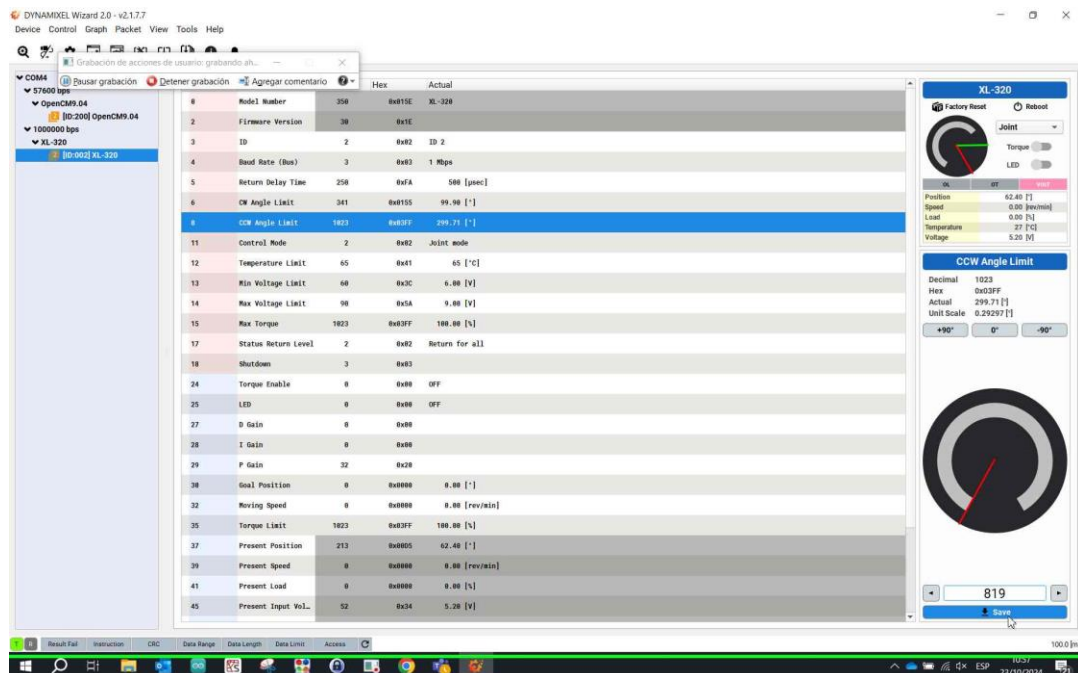 DYNAMIXEL Wizard 2.0 - v2.1.7.7
Device Control Graph Packet View Tools Help
Grabación de acciones de usuario: grabando ah...
Pausar grabación Detener grabación Agregar comentario
COM4
57600 bps
OpenCM9.04
[ID:200] OpenCM9.04
1000000 bps
XL-320
[ID:002] XL-320
Hex Actual
0 Model Number 350 0x015E XL-320
2 Firmware Version 30 0x1E
3 ID 2 0x02 ID 2
4 Baud Rate (Bus) 3 0x03 1 Mbps
5 Return Delay Time 250 0xFA 500 [µsec]
6 CW Angle Limit 341 0x0155 99.90 [°]
8 CCW Angle Limit 1023 0x03FF 299.71 [°]
11 Control Mode 2 0x02 Joint mode
12 Temperature Limit 65 0x41 65 [°C]
13 Min Voltage Limit 60 0x3C 6.00 [V]
14 Max Voltage Limit 90 0x5A 9.00 [V]
15 Max Torque 1023 0x03FF 100.00 [%]
17 Status Return Level 2 0x02 Return for all
18 Shutdown 3 0x03
24 Torque Enable 0 0x00 OFF
25 LED 0 0x00 OFF
27 D Gain 0 0x00
28 I Gain 0 0x00
29 P Gain 32 0x20
30 Goal Position 0 0x0000 0.00 [°]
32 Moving Speed 0 0x0000 0.00 [rev/min]
35 Torque Limit 1023 0x03FF 100.00 [%]
37 Present Position 213 0x00D5 62.40 [°]
39 Present Speed 0 0x0000 0.00 [rev/min]
41 Present Load 0 0x0000 0.00 [%]
45 Present Input Vol... 52 0x34 5.20 [V]
XL-320
Factory Reset Reboot
Joint
Torque
LED
OL OT VOLT
Position 62.40 [°]
Speed 0.00 [rev/min]
Load 0.00 [%]
Temperature 27 [°C]
Voltage 5.20 [V]
CCW Angle Limit
Decimal 1023
Hex 0x03FF
Actual 299.71 [°]
Unit Scale 0.29297 [°]
+90° 0° -90°
819
Save
T R Result Fail Instruction CRC Data Range Data Length Data Limit Access
100.0 [m
ESP
10:57
22/10/2024
21